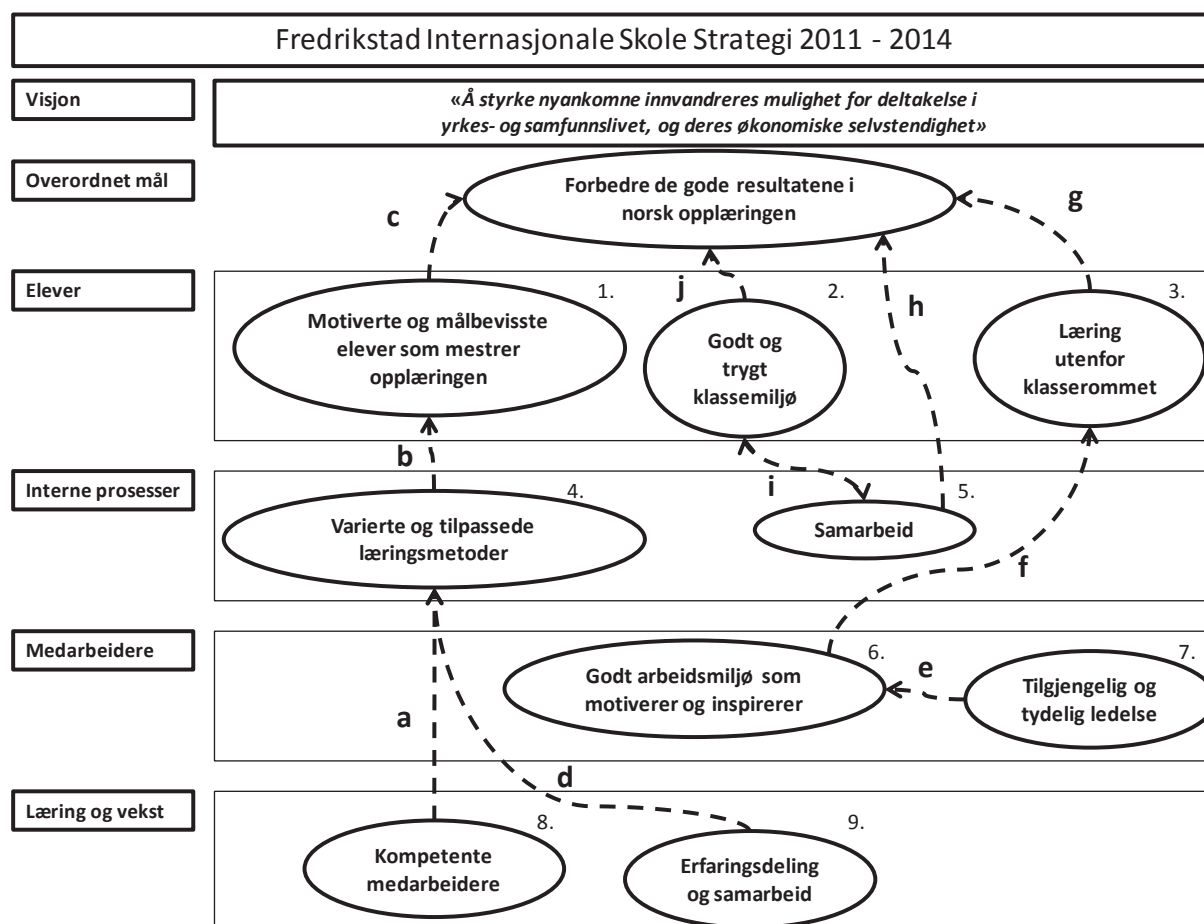 Fredrikstad Internasjonale Skole Strategi 2011 - 2014
Visjon
«Å styrke nyankomne innvandreres mulighet for deltakelse i
yrkes- og samfunnslivet, og deres økonomiske selvstendighet»
Overordnet mål
Forbedre de gode resultatene i
norsk opplæringen
c
g
Elever
1.
Motiverte og målbevisste
elever som mestrer
opplæringen
j
2.
Godt og
trygt
klassemiljø
h
3.
Læring
utenfor
klasserommet
b
i
Interne prosesser
4.
Varierte og tilpassede
læringsmetoder
5.
Samarbeid
f
Medarbeidere
6.
Godt arbeidsmiljø som
motiverer og inspirerer
e
7.
Tilgjengelig og
tydelig ledelse
a
d
Læring og vekst
8.
Kompetente
medarbeidere
9.
Erfaringsdeling
og samarbeid